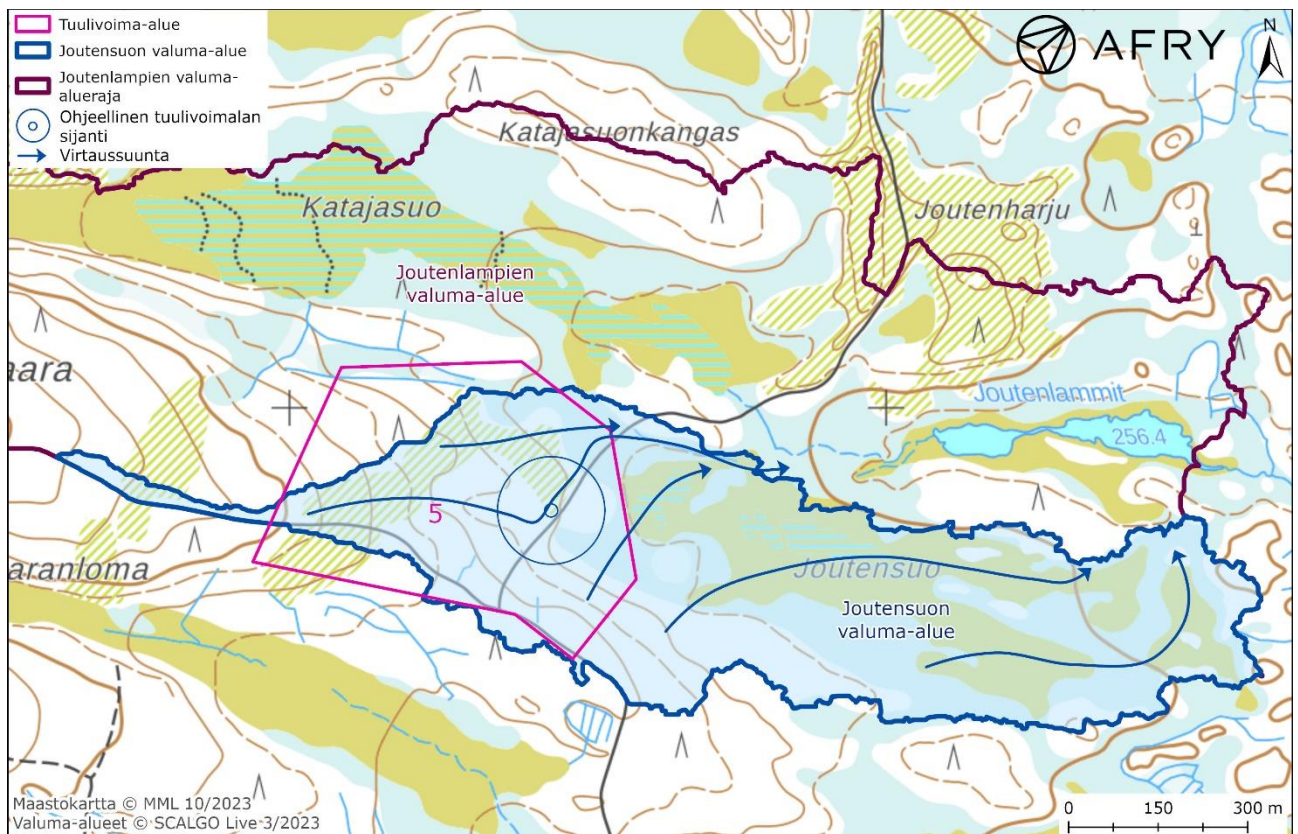 Tuulivoima-alue
Joutensuon valuma-alue
Joutenlampien valuma-
alueraja
Ohjeellinen tuulivoimalan
sijanti
Virtaussuunta
AFRY
N
Katajasuonkangas
Katajasuo
Joutenharju
Joutenlampien
valuma-alue
aara
Joutenlammit
256.4
5
aranloma
Joutensuo
Joutensuon
valuma-alue
Maastokartta © MML 10/2023
Valuma-alueet © SCALGO Live 3/2023
0 150 300 m